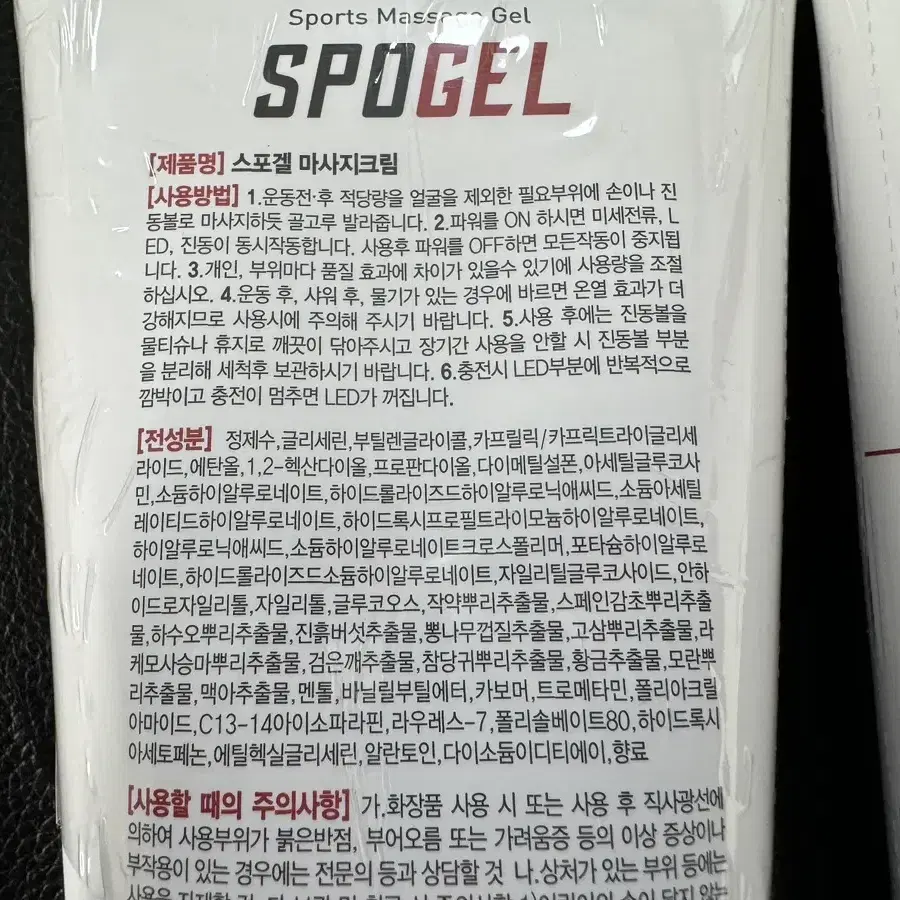 Sports Massage Gel
SPOGEL
[제품명] 스포겔 마사지크림
[사용방법] 1.운동전·후 적당량을 얼굴을 제외한 필요부위에 손이나 진
동볼로 마사지하듯 골고루 발라줍니다. 2.파워를 ON 하시면 미세전류, L
ED, 진동이 동시작동합니다. 사용후 파워를 OFF하면 모든작동이 중지됩
니다. 3.개인, 부위마다 품질 효과에 차이가 있을수 있기에 사용량을 조절
하십시오. 4.운동 후, 샤워 후, 물기가 있는 경우에 바르면 온열 효과가 더
강해지므로 사용시에 주의해 주시기 바랍니다. 5.사용 후에는 진동볼을
물티슈나 휴지로 깨끗이 닦아주시고 장기간 사용을 안할 시 진동볼 부분
을 분리해 세척후 보관하시기 바랍니다. 6.충전시 LED부분에 반복적으로
깜박이고 충전이 멈추면 LED가 꺼집니다.
[전성분] 정제수,글리세린,부틸렌글라이콜,카프릴릭/카프릭트라이글리세
라이드,에탄올,1,2-헥산다이올,프로판다이올,다이메틸설폰,아세틸글루코사
민,소듐하이알루로네이트,하이드롤라이즈드하이알루로닉애씨드,소듐아세틸
레이티드하이알루로네이트,하이드록시프로필트라이모늄하이알루로네이트,
하이알루로닉애씨드,소듐하이알루로네이트크로스폴리머,포타슘하이알루로
네이트,하이드롤라이즈드소듐하이알루로네이트,자일리틸글루코사이드,안하
이드로자일리톨,자일리톨,글루코오스,작약뿌리추출물,스페인감초뿌리추출
물,하수오뿌리추출물,진흙버섯추출물,뽕나무껍질추출물,고삼뿌리추출물,라
케모사승마뿌리추출물,검은깨추출물,참당귀뿌리추출물,황금추출물,모란뿌
리추출물,맥아추출물,멘톨,바닐릴부틸에터,카보머,트로메타민,폴리아크릴
아마이드,C13-14아이소파라핀,라우레스-7,폴리솔베이트80,하이드록시
아세토페논,에틸헥실글리세린,알란토인,다이소듐이디티에이,향료
[사용할 때의 주의사항] 가.화장품 사용 시 또는 사용 후 직사광선에
의하여 사용부위가 붉은반점, 부어오름 또는 가려움증 등의 이상 증상이나
부작용이 있는 경우에는 전문의 등과 상담할 것 나.상처가 있는 부위 등에는